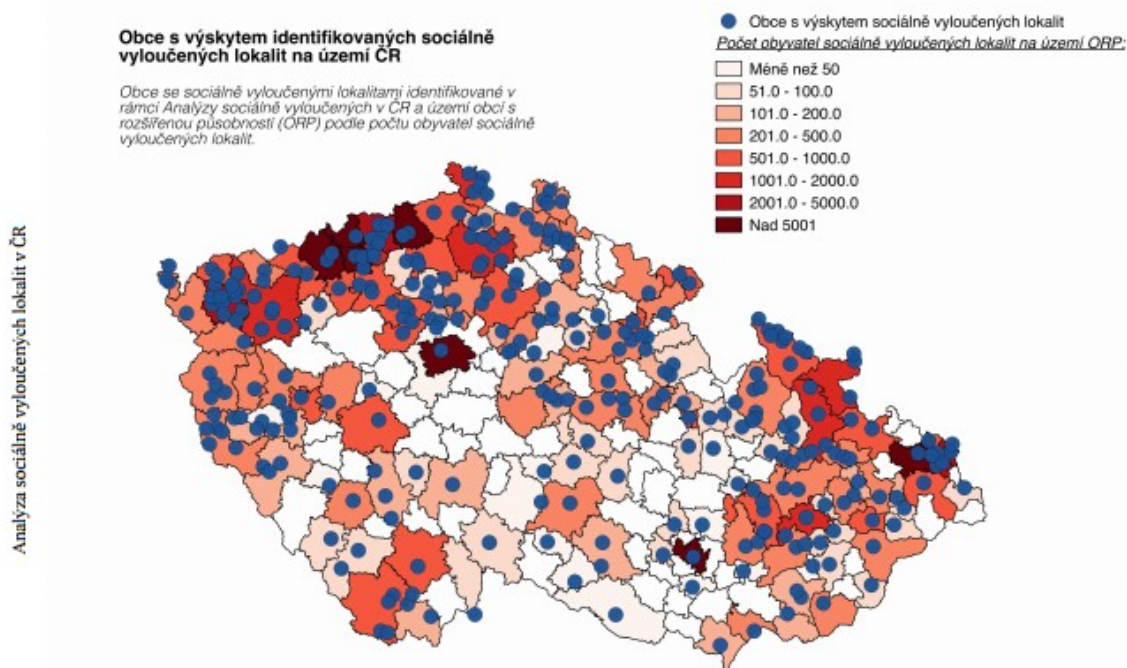 Analýza sociálně vyloučených lokalit v ČR
Obce s výskytem identifikovaných sociálně
vyloučených lokalit na území ČR
Obce se sociálně vyloučenými lokalitami identifikované v
rámci Analýzy sociálně vyloučených v ČR a území obcí s
rozšířenou působností (ORP) podle počtu obyvatel sociálně
vyloučených lokalit.
Obce s výskytem sociálně vyloučených lokalit
Počet obyvatel sociálně vyloučených lokalit na území ORP:
Méně než 50
51.0 - 100.0
101.0 - 200.0
201.0 - 500.0
501.0 - 1000.0
1001.0 - 2000.0
2001.0 - 5000.0
Nad 5001